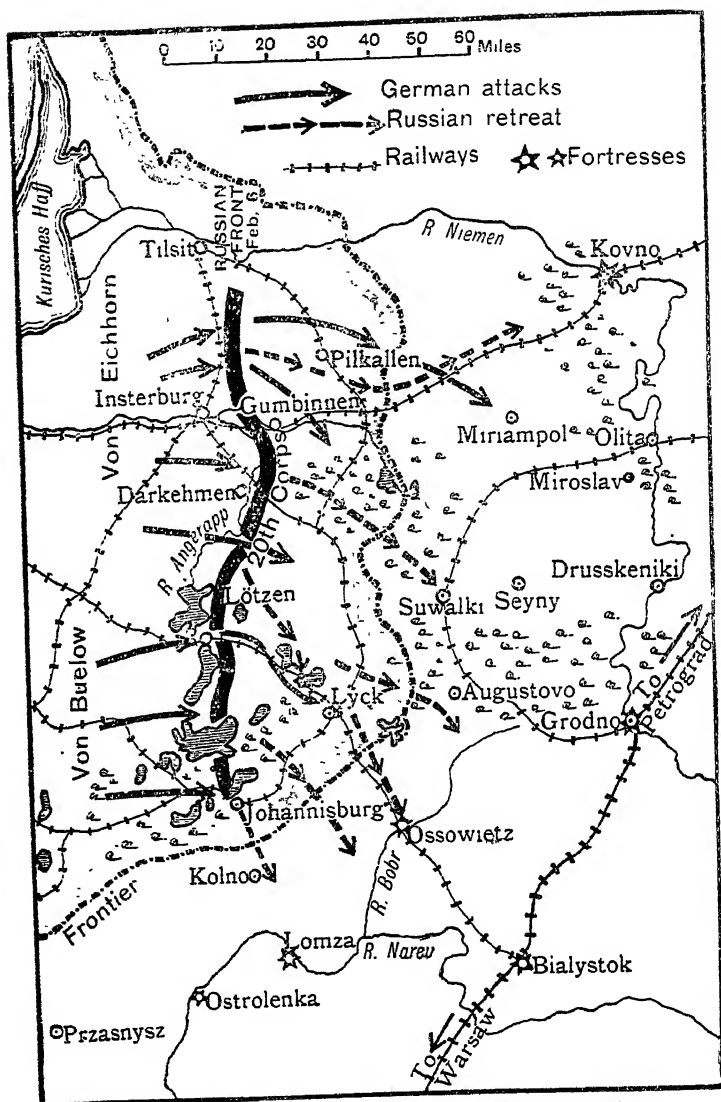 0 10 20 30 40 50 60 Miles
German attacks
Russian retreat
Railways
Fortresses
Kurisches Haff
RUSSIAN
FRONT
Feb. 6
R Niemen
Tilsit
Kovno
Von Eichhorn
Pilkallen
Insterburg
Gumbinnen
Miriampol
Olita
Miroslav
Darkehmen
20th Corps
R. Angerapp
Drusskeniki
Lötzen
Suwalki
Seyny
Von Buelow
Lyck
Augustovo
To Petrograd
Grodno
Johannisburg
Ossowietz
Kolno
Frontier
R. Bobr
Lomza
R. Narev
Bialystok
Ostrolenka
Przasnysz
To Warsaw